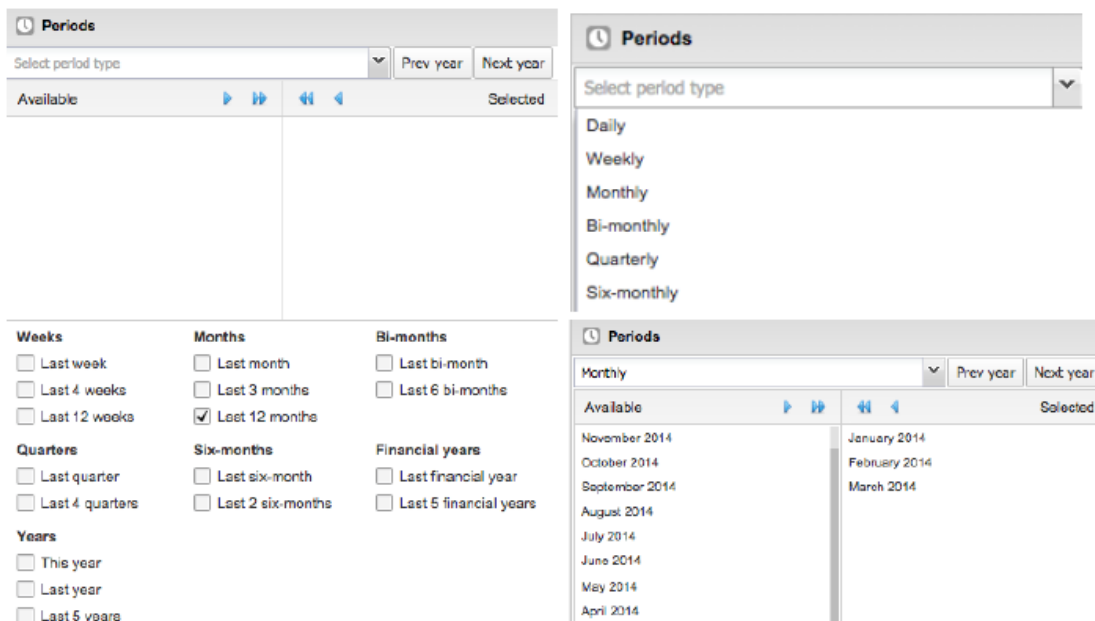 Periods
Select period type
Prev year
Next year
Available
Selected
Weeks
Months
Bi-months
Last week
Last month
Last bi-month
Last 4 weeks
Last 3 months
Last 6 bi-months
Last 12 weeks
Last 12 months
Quarters
Six-months
Financial years
Last quarter
Last six-month
Last financial year
Last 4 quarters
Last 2 six-months
Last 5 financial years
Years
This year
Last year
Last 5 years
Periods
Select period type
Daily
Weekly
Monthly
Bi-monthly
Quarterly
Six-monthly
Periods
Monthly
Prev year
Next year
Available
Selected
November 2014
January 2014
October 2014
February 2014
September 2014
March 2014
August 2014
July 2014
June 2014
May 2014
April 2014